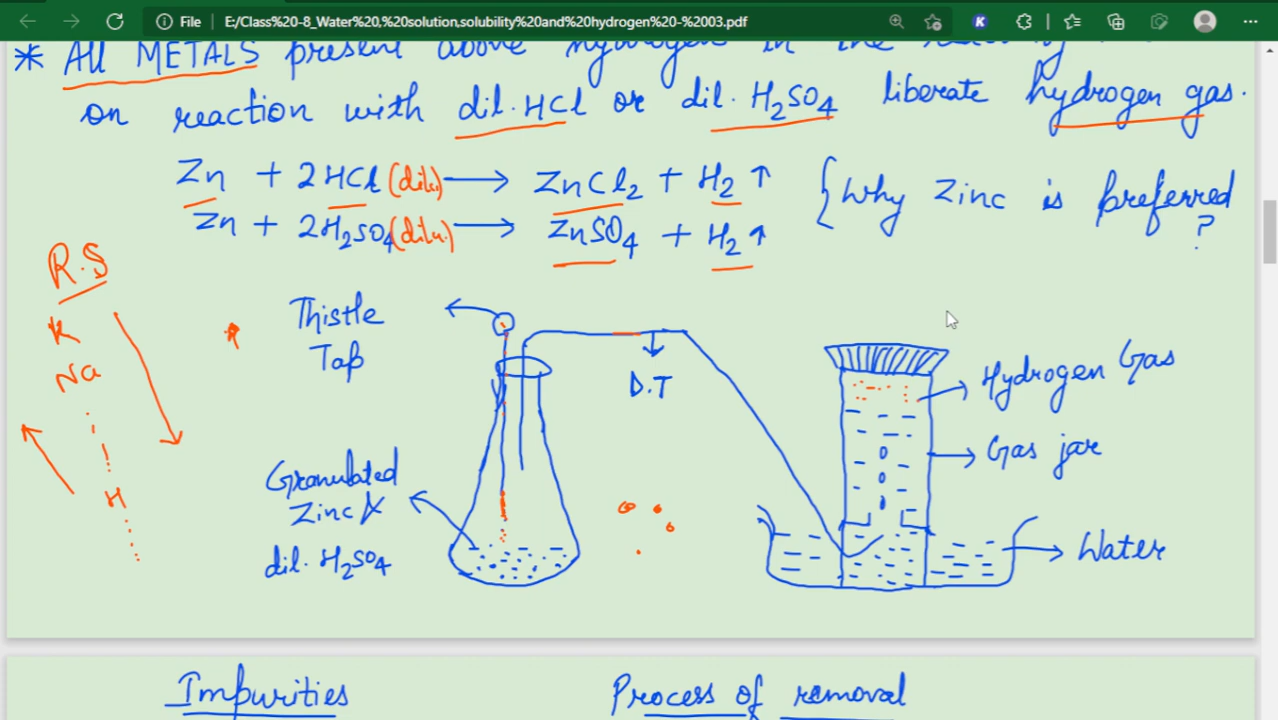 File E:/Class%20-8_Water%20,%20solution,solubility%20and%20hydrogen%20-%2003.pdf
* All METALS present above hydrogen in the
on reaction with dil.HCl or dil. H2SO4 liberate hydrogen gas.
Zn + 2HCl (dilu) → ZnCl2 + H2 ↑ { Why Zinc is preferred
Zn + 2H2SO4 (dilu.) → ZnSO4 + H2 ↑ ?
R.S
K
Na
H
Thistle
Tap
D.T
Hydrogen Gas
Gas jar
Granulated
Zinc &
dil. H2SO4
Water
Impurities Process of removal